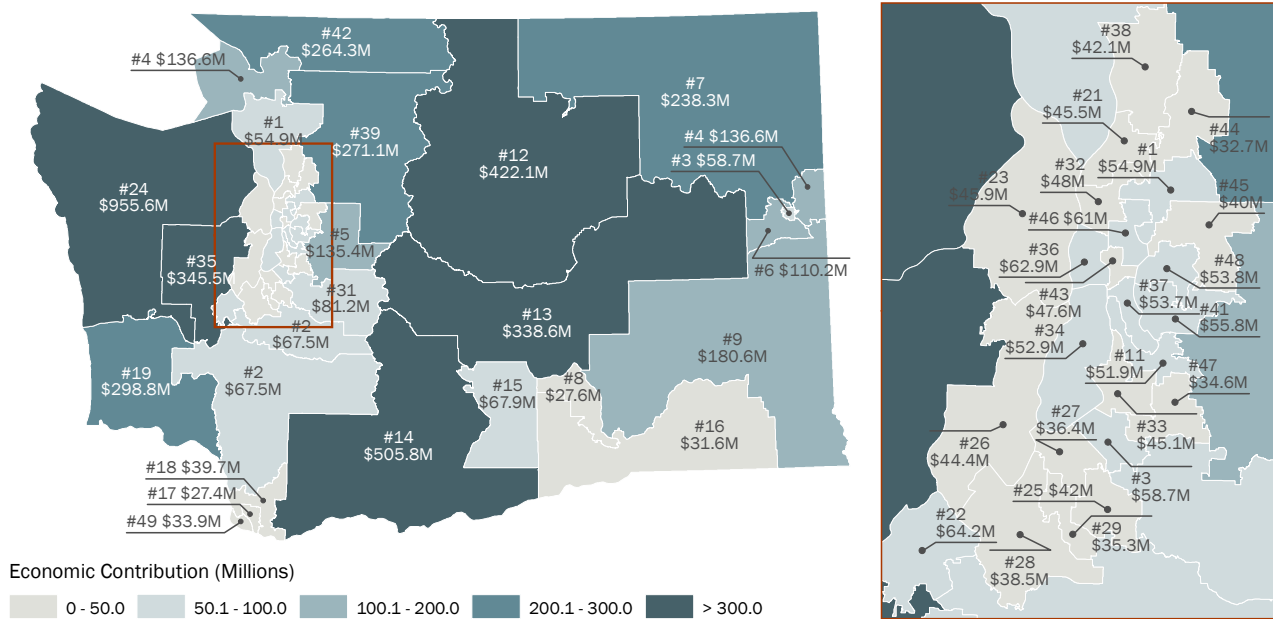 #42
$264.3M
#4 $136.6M
#7
$238.3M
#1
$54.9M
#39
$271.1M
#4 $136.6M
#3 $58.7M
#12
$422.1M
#24
$955.6M
#5
$135.4M
#35
$345.5M
#6 $110.2M
#31
$81.2M
#13
$338.6M
#2
$67.5M
#9
$180.6M
#19
$298.8M
#2
$67.5M
#15
$67.9M
#8
$27.6M
#16
$31.6M
#14
$505.8M
#18 $39.7M
#17 $27.4M
#49 $33.9M
Economic Contribution (Millions)
0 - 50.0
50.1 - 100.0
100.1 - 200.0
200.1 - 300.0
> 300.0
#38
$42.1M
#21
$45.5M
#44
$32.7M
#1
$54.9M
#32
$48M
#23
$45.9M
#45
$40M
#46 $61M
#36
$62.9M
#48
$53.8M
#37
$53.7M
#43
$47.6M
#41
$55.8M
#34
$52.9M
#11
$51.9M
#47
$34.6M
#27
$36.4M
#33
$45.1M
#26
$44.4M
#3
$58.7M
#25 $42M
#22
$64.2M
#29
$35.3M
#28
$38.5M